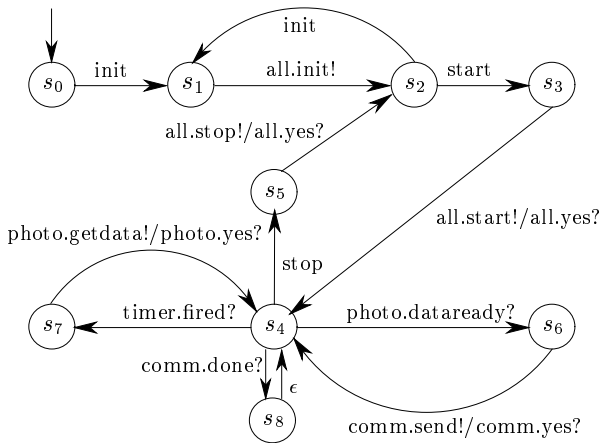 init
init
all.init!
start
s0
s1
s2
s3
all.stop!/all.yes?
s5
all.start!/all.yes?
photo.getdata!/photo.yes?
stop
timer.fired?
photo.dataready?
s7
s4
s6
comm.done?
ϵ
s8
comm.send!/comm.yes?